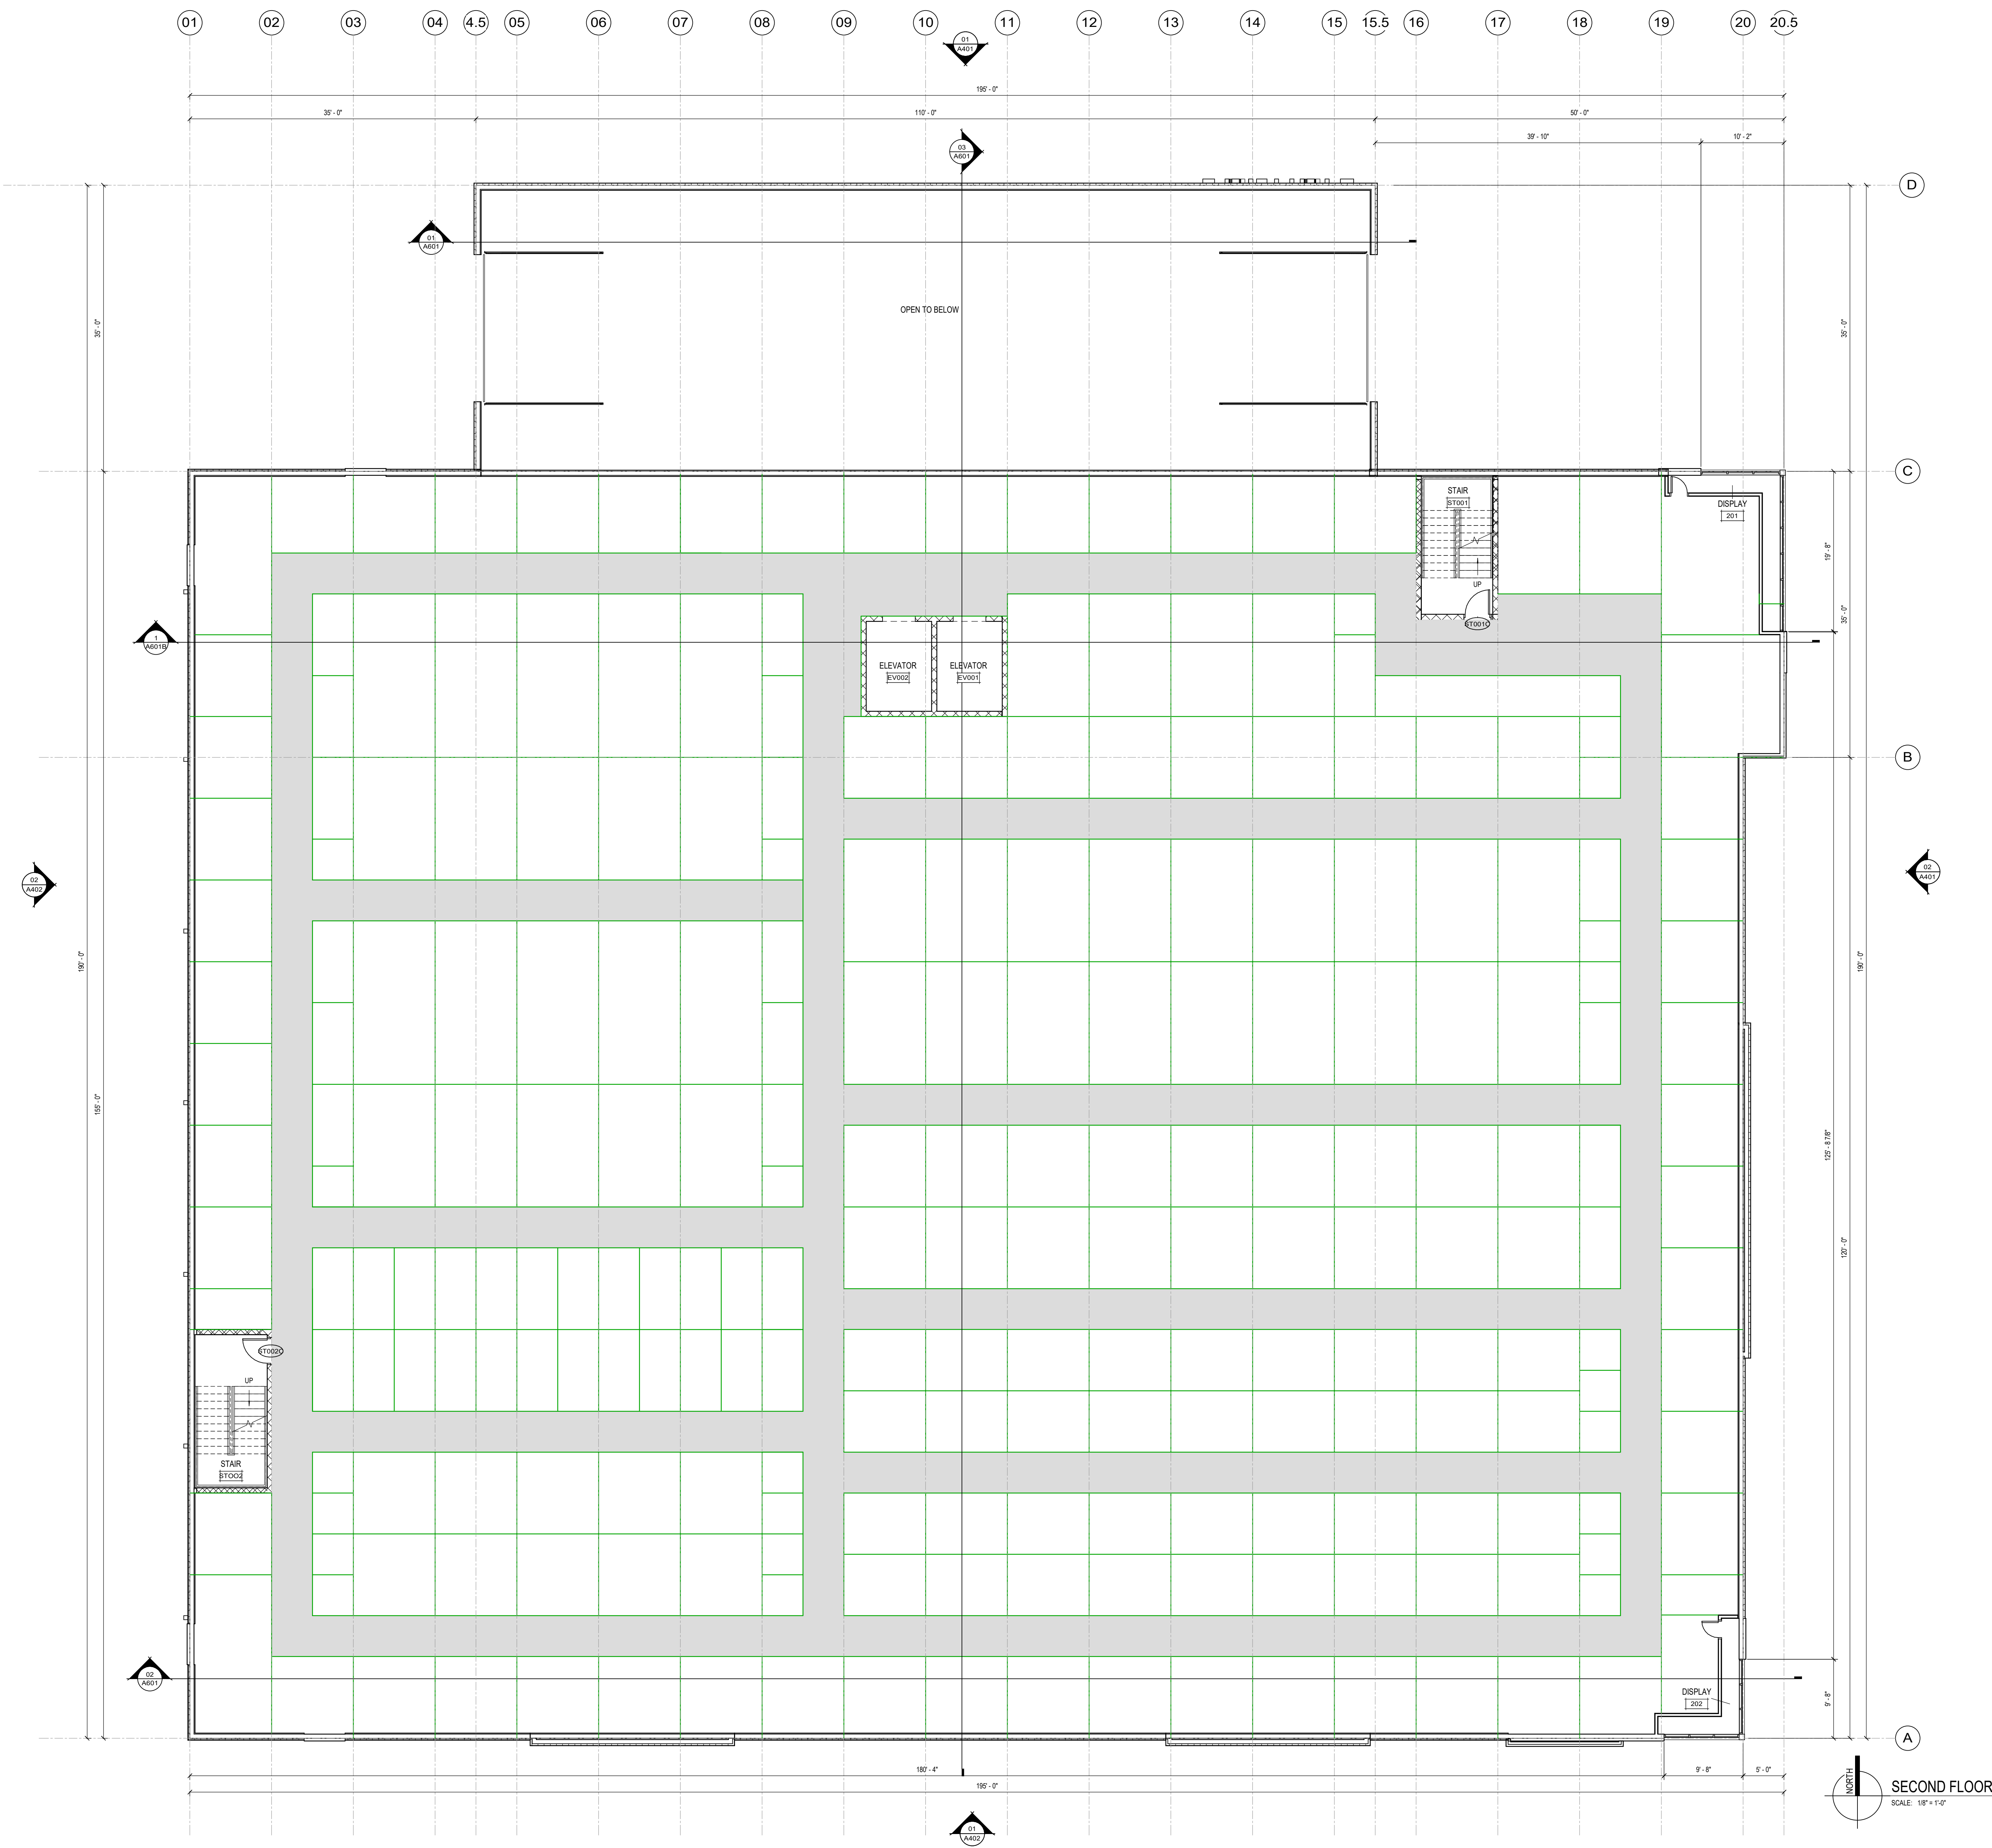 01 02 03 04 4.5 05 06 07 08 09 10 11 12 13 14 15 15.5 16 17 18 19 20 20.5
01
A401
195' - 0"
35' - 0" 110' - 0" 50' - 0"
39' - 10" 10' - 2"
03
A601
D
01
A601
OPEN TO BELOW
35' - 0"
35' - 0"
C
STAIR
ST001
UP
ST001C
DISPLAY
201
19' - 8"
35' - 0"
1
A601B
ELEVATOR
EV002
ELEVATOR
EV001
B
02
A402
02
A401
190' - 0"
155' - 0"
190' - 0"
125' - 8 7/8"
120' - 0"
ST002C
UP
STAIR
STOO2
02
A601
DISPLAY
202
9' - 8"
A
180' - 4" 9' - 8" 5' - 0"
195' - 0"
NORTH
SECOND FLOOR
SCALE: 1/8" = 1'-0"
01
A402